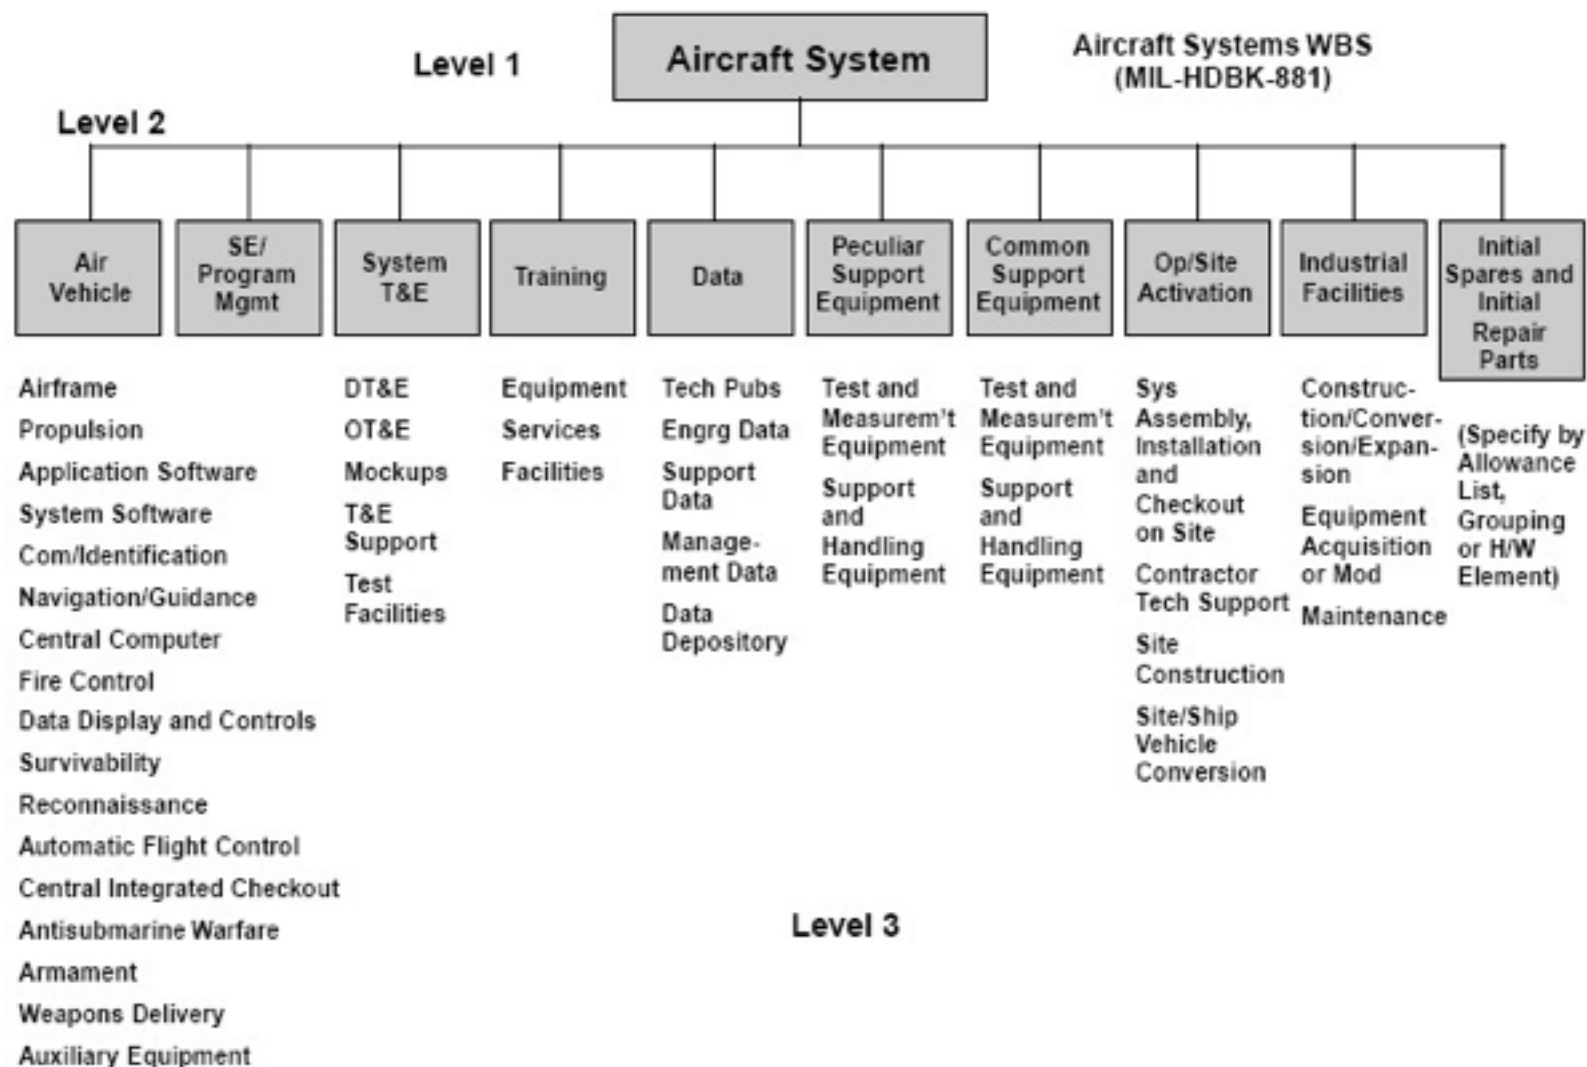 Level 1
Aircraft System
Aircraft Systems WBS
(MIL-HDBK-881)
Level 2
Air
Vehicle
SE/
Program
Mgmt
System
T&E
Training
Data
Peculiar
Support
Equipment
Common
Support
Equipment
Op/Site
Activation
Industrial
Facilities
Initial
Spares and
Initial
Repair
Parts
Airframe
Propulsion
Application Software
System Software
Com/Identification
Navigation/Guidance
Central Computer
Fire Control
Data Display and Controls
Survivability
Reconnaissance
Automatic Flight Control
Central Integrated Checkout
Antisubmarine Warfare
Armament
Weapons Delivery
Auxiliary Equipment
DT&E
OT&E
Mockups
T&E
Support
Test
Facilities
Equipment
Services
Facilities
Tech Pubs
Engrg Data
Support
Data
Manage-
ment Data
Data
Depository
Test and
Measurem't
Equipment
Support
and
Handling
Equipment
Test and
Measurem't
Equipment
Support
and
Handling
Equipment
Sys
Assembly,
Installation
and
Checkout
on Site
Contractor
Tech Support
Site
Construction
Site/Ship
Vehicle
Conversion
Construc-
tion/Conver-
sion/Expan-
sion
Equipment
Acquisition
or Mod
Maintenance
(Specify by
Allowance
List,
Grouping
or H/W
Element)
Level 3